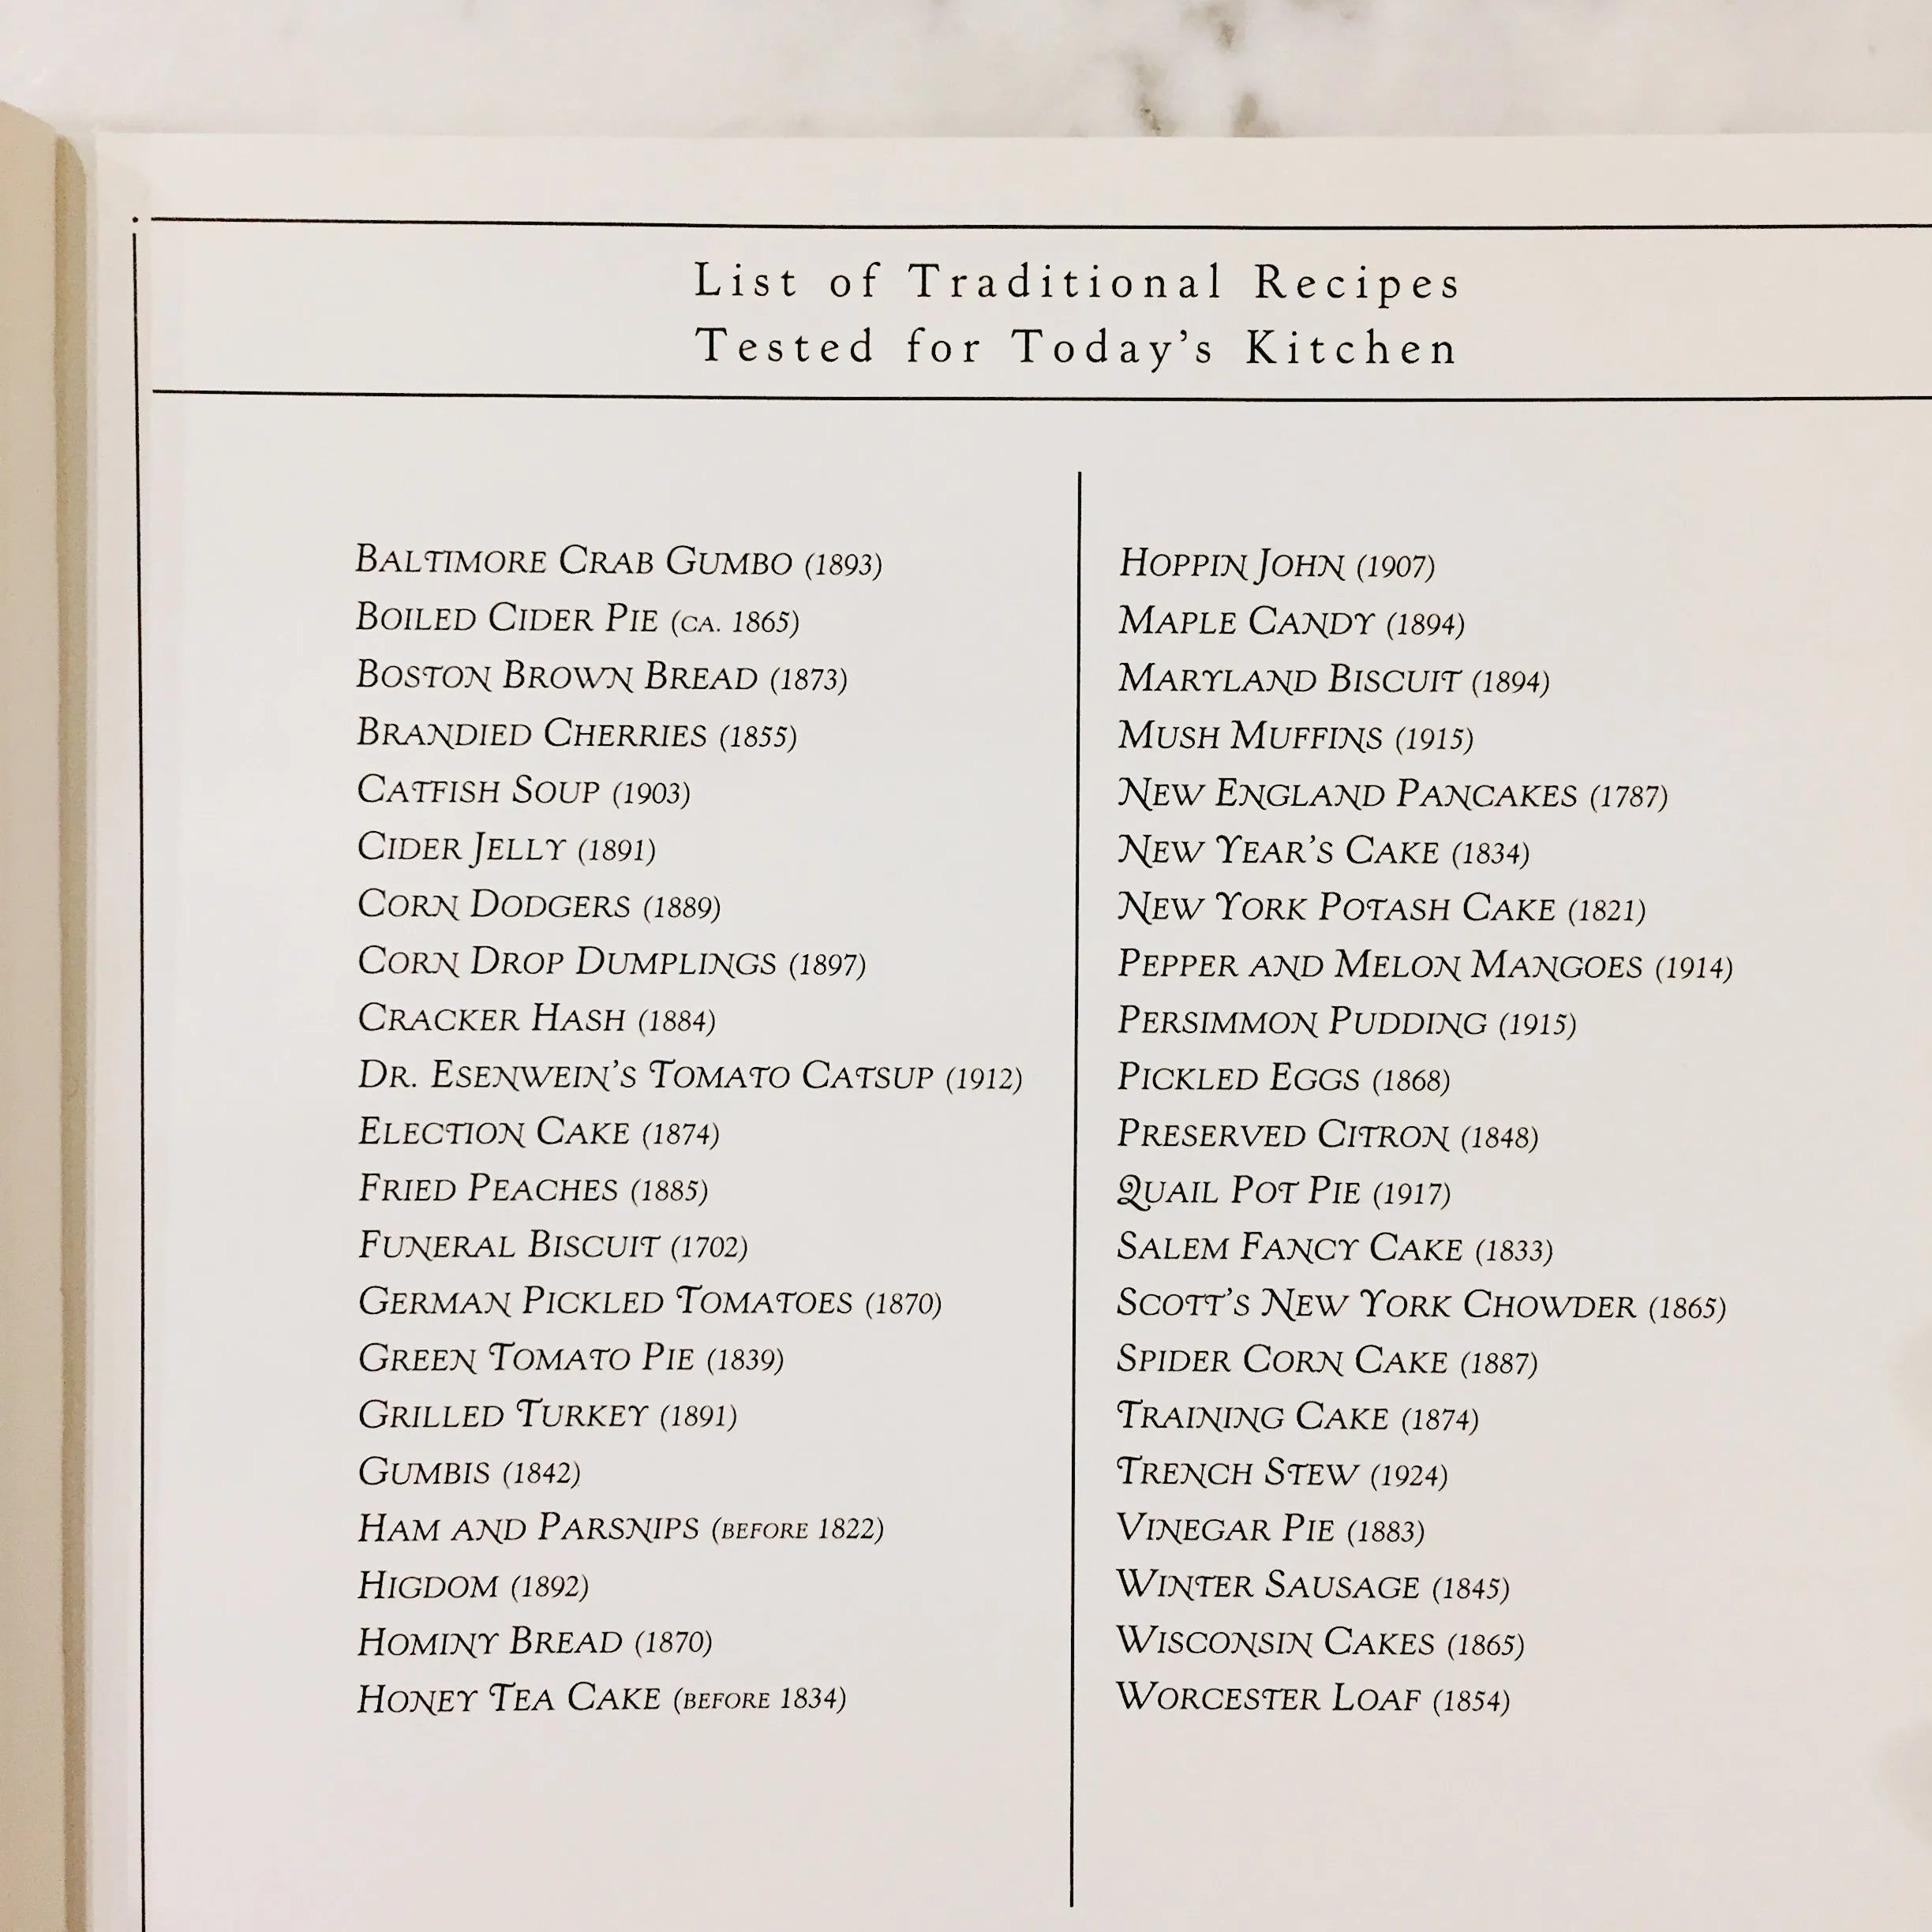 List of Traditional Recipes
Tested for Today's Kitchen
BALTIMORE CRAB GUMBO (1893)
BOILED CIDER PIE (CA. 1865)
BOSTON BROWN BREAD (1873)
BRANDIED CHERRIES (1855)
CATFISH SOUP (1903)
CIDER JELLY (1891)
CORN DODGERS (1889)
CORN DROP DUMPLINGS (1897)
CRACKER HASH (1884)
DR. ESENWEIN'S TOMATO CATSUP (1912)
ELECTION CAKE (1874)
FRIED PEACHES (1885)
FUNERAL BISCUIT (1702)
GERMAN PICKLED TOMATOES (1870)
GREEN TOMATO PIE (1839)
GRILLED TURKEY (1891)
GUMBIS (1842)
HAM AND PARSNIPS (BEFORE 1822)
HIGDOM (1892)
HOMINY BREAD (1870)
HONEY TEA CAKE (BEFORE 1834)
HOPPIN JOHN (1907)
MAPLE CANDY (1894)
MARYLAND BISCUIT (1894)
MUSH MUFFINS (1915)
NEW ENGLAND PANCAKES (1787)
NEW YEAR'S CAKE (1834)
NEW YORK POTASH CAKE (1821)
PEPPER AND MELON MANGOES (1914)
PERSIMMON PUDDING (1915)
PICKLED EGGS (1868)
PRESERVED CITRON (1848)
QUAIL POT PIE (1917)
SALEM FANCY CAKE (1833)
SCOTT'S NEW YORK CHOWDER (1865)
SPIDER CORN CAKE (1887)
TRAINING CAKE (1874)
TRENCH STEW (1924)
VINEGAR PIE (1883)
WINTER SAUSAGE (1845)
WISCONSIN CAKES (1865)
WORCESTER LOAF (1854)